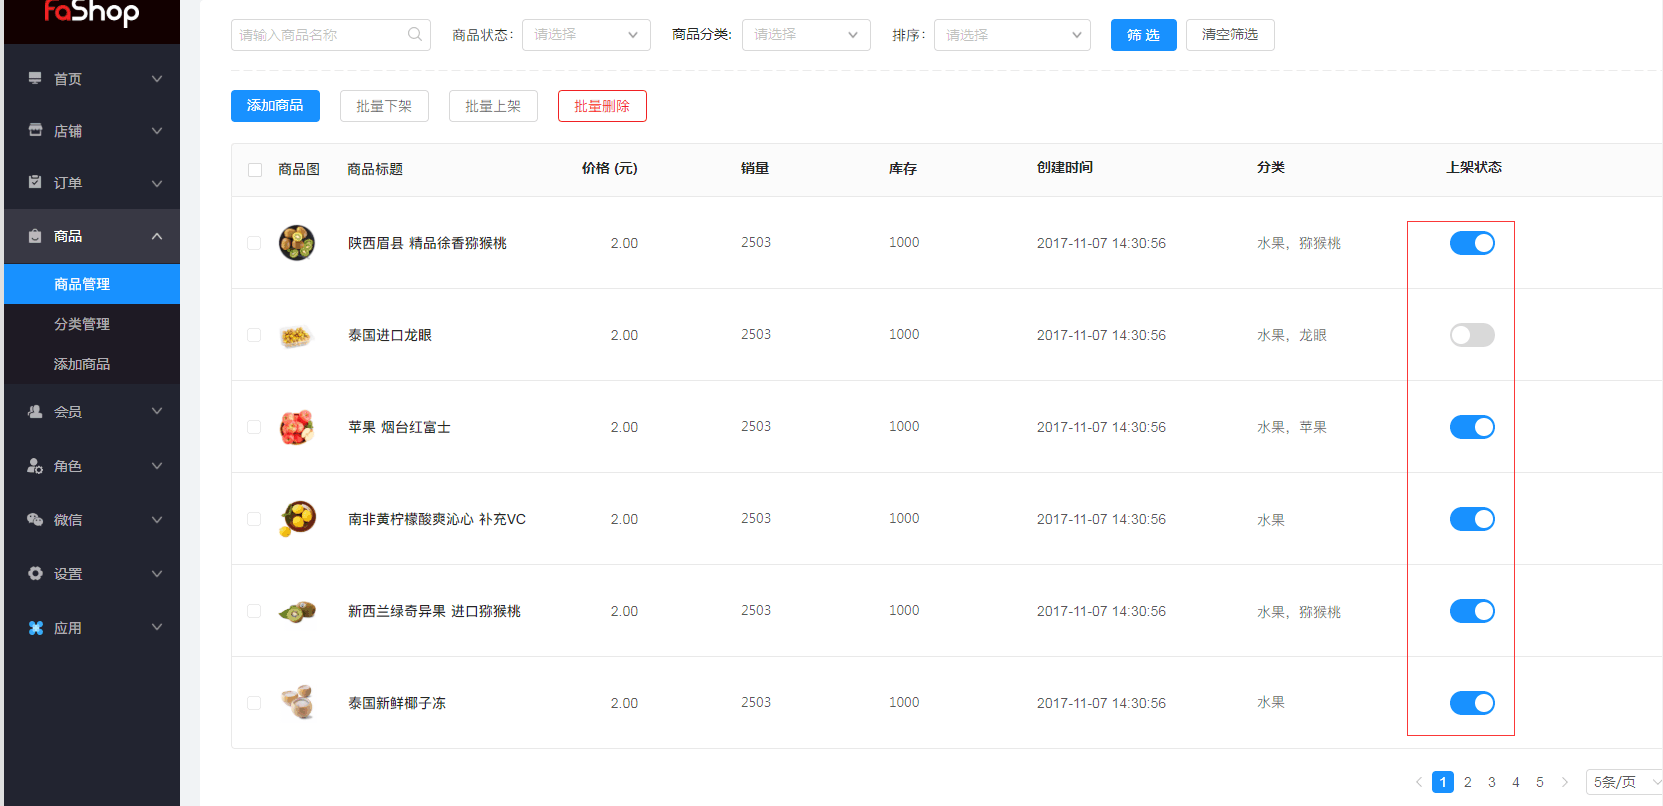 faShop
首页
店铺
订单
商品
商品管理
分类管理
添加商品
会员
角色
微信
设置
应用
请输入商品名称 商品状态: 请选择 商品分类: 请选择 排序: 请选择 筛 选 清空筛选
添加商品 批量下架 批量上架 批量删除
商品图 商品标题 价格 (元) 销量 库存 创建时间 分类 上架状态
陕西眉县 精品徐香猕猴桃 2.00 2503 1000 2017-11-07 14:30:56 水果，猕猴桃
泰国进口龙眼 2.00 2503 1000 2017-11-07 14:30:56 水果，龙眼
苹果 烟台红富士 2.00 2503 1000 2017-11-07 14:30:56 水果，苹果
南非黄柠檬酸爽沁心 补充VC 2.00 2503 1000 2017-11-07 14:30:56 水果
新西兰绿奇异果 进口猕猴桃 2.00 2503 1000 2017-11-07 14:30:56 水果，猕猴桃
泰国新鲜椰子冻 2.00 2503 1000 2017-11-07 14:30:56 水果
1 2 3 4 5 5条/页